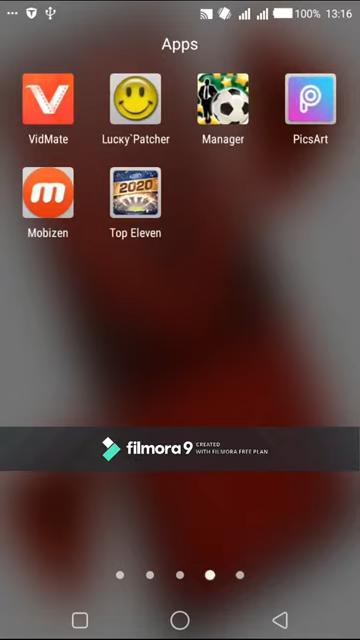 100% 13:16
Apps
VidMate
Lucky`Patcher
Manager
PicsArt
2020
Mobizen
Top Eleven
filmora9 CREATED
WITH FILMORA FREE PLAN